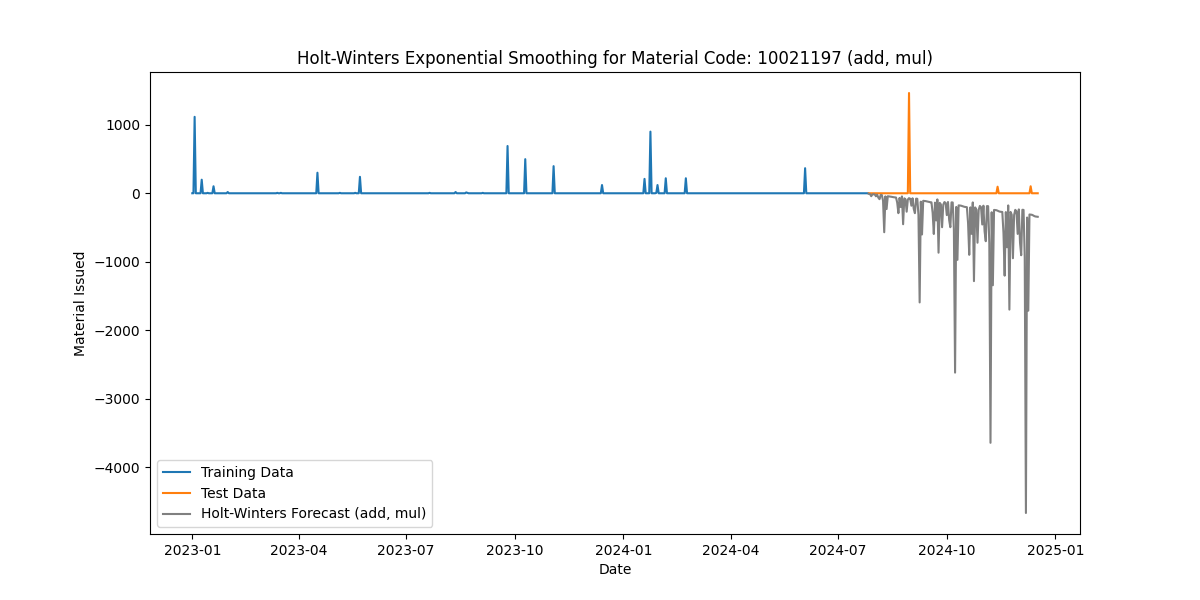 Holt-Winters Exponential Smoothing for Material Code: 10021197 (add, mul)
Material Issued
1000
0
−1000
−2000
−3000
−4000
Training Data
Test Data
Holt-Winters Forecast (add, mul)
2023-01 2023-04 2023-07 2023-10 2024-01 2024-04 2024-07 2024-10 2025-01
Date